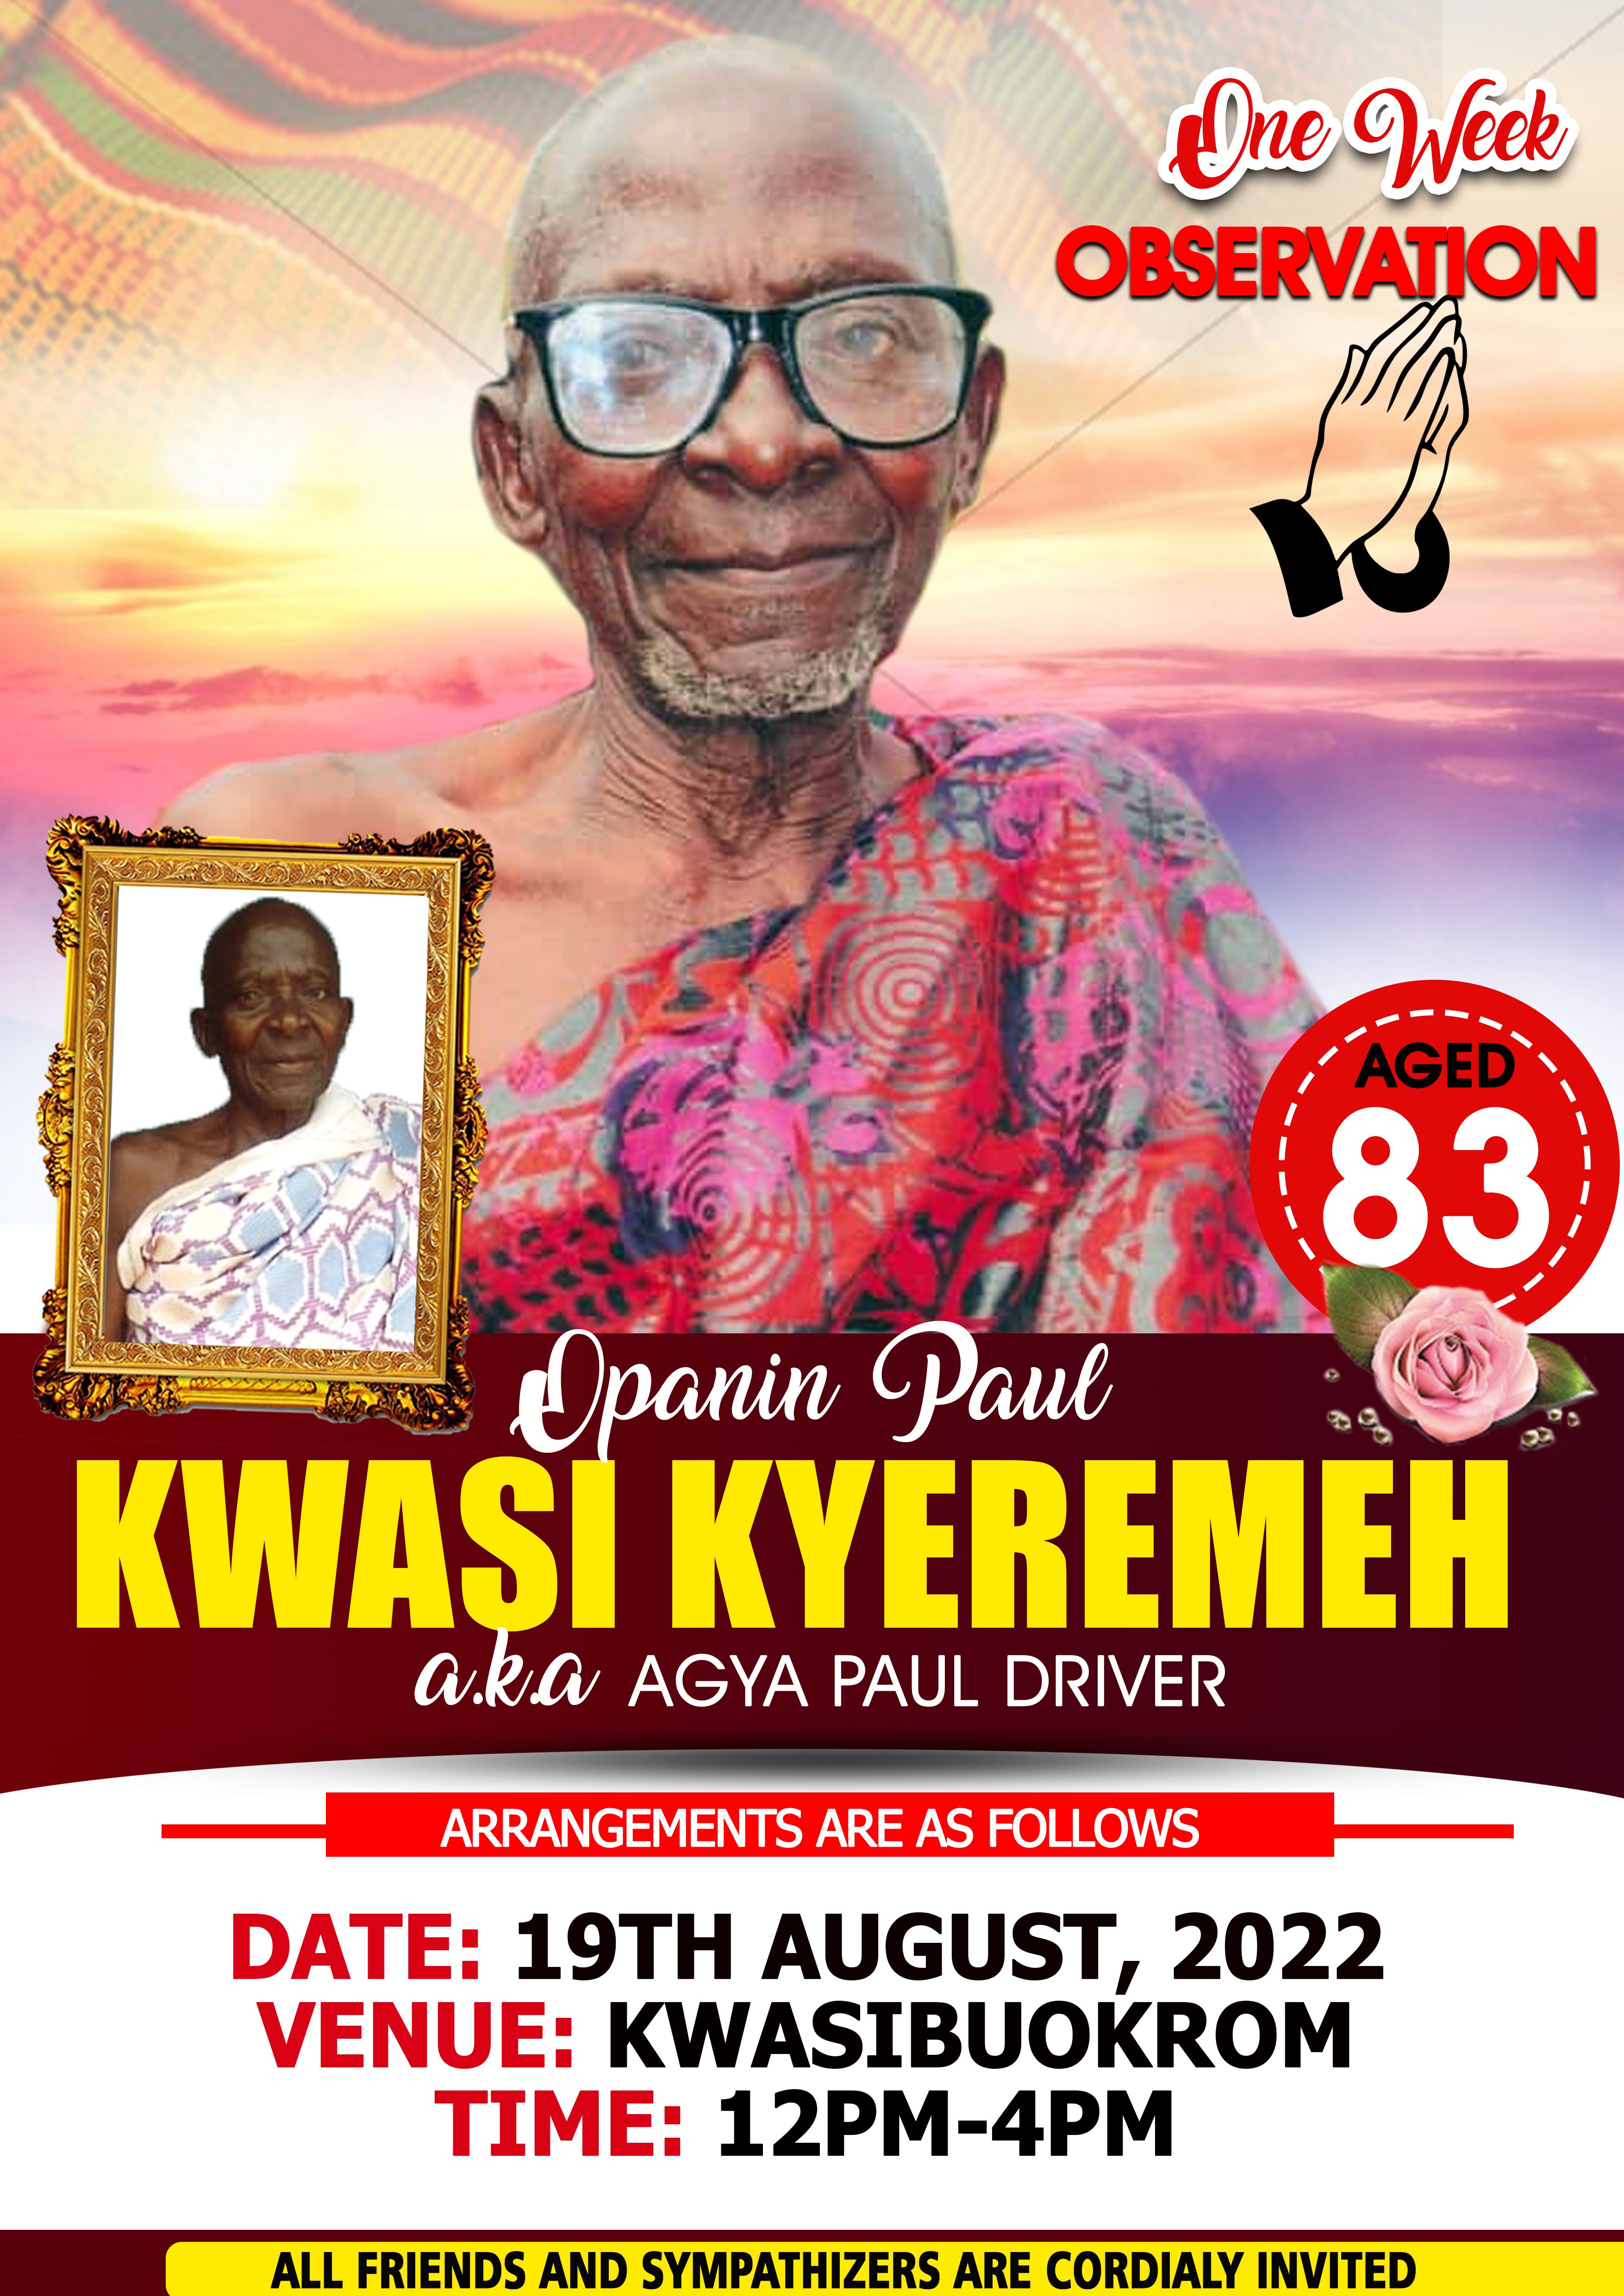 One Week
OBSERVATION
AGED
83
Opanin Paul
KWASI KYEREMEH
a.k.a AGYA PAUL DRIVER
ARRANGEMENTS ARE AS FOLLOWS
DATE: 19TH AUGUST, 2022
VENUE: KWASIBUOKROM
TIME: 12PM-4PM
ALL FRIENDS AND SYMPATHIZERS ARE CORDIALY INVITED